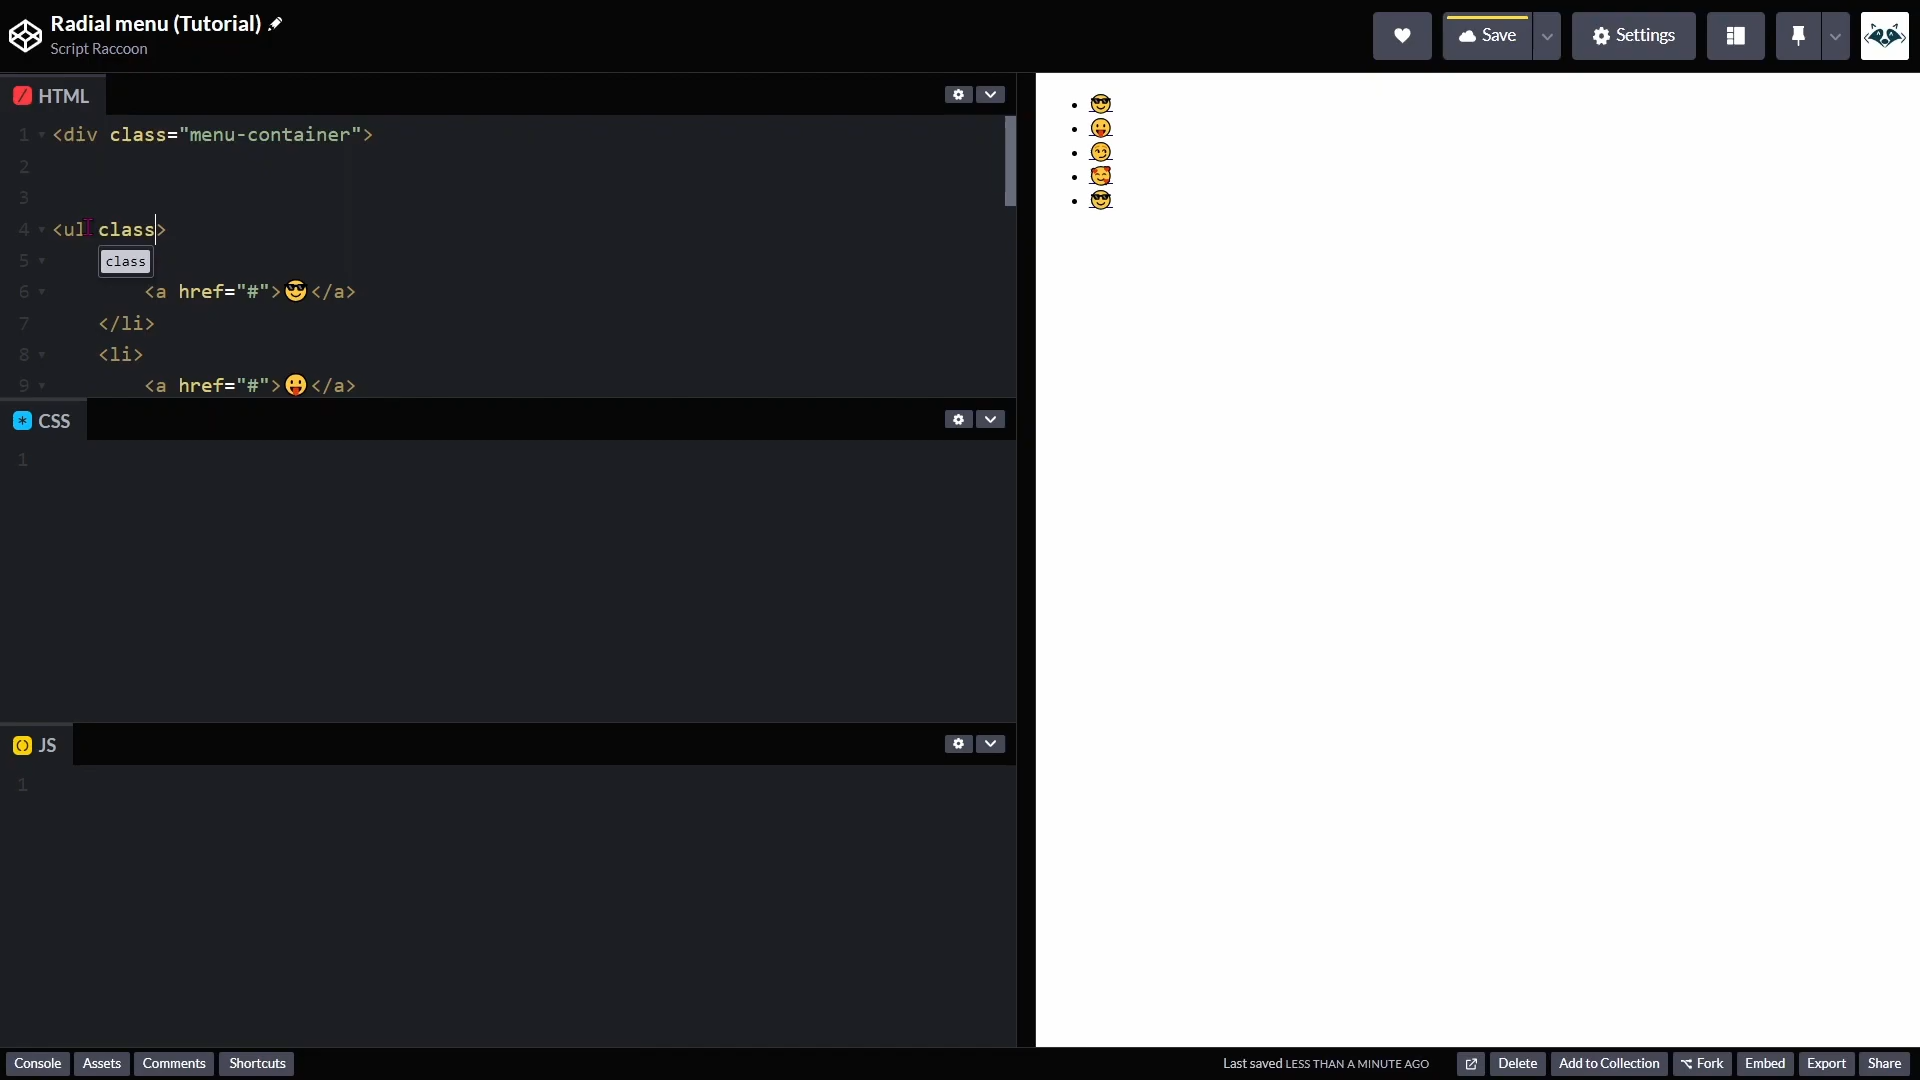 Radial menu (Tutorial)
Script Raccoon
Save
Settings
HTML
1 <div class="menu-container">
2
3
4 <ul class>
class
5
6 <a href="#">😎</a>
7 </li>
8 <li>
9 <a href="#">😛</a>
CSS
1
JS
1
• 😎
• 😛
• 😏
• 🥰
• 😎
Console Assets Comments Shortcuts
Last saved LESS THAN A MINUTE AGO
Delete Add to Collection Fork Embed Export Share